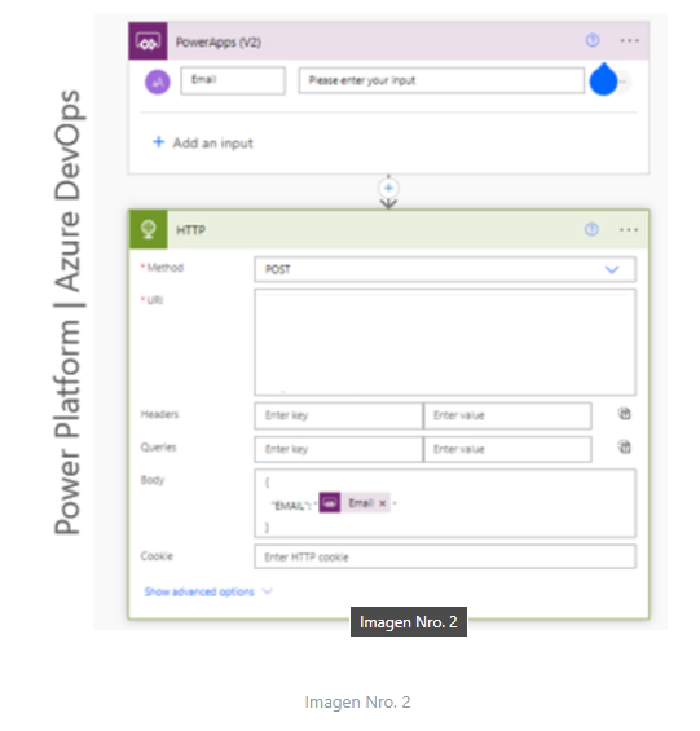 Power Platform | Azure DevOps
PowerApps (V2)
Email
Please enter your input
Add an input
HTTP
* Method
POST
* URI
Headers
Enter key
Enter value
Queries
Enter key
Enter value
Body
{
"EMAIL":" Email × "
}
Cookie
Enter HTTP cookie
Show advanced options
Imagen Nro. 2
Imagen Nro. 2